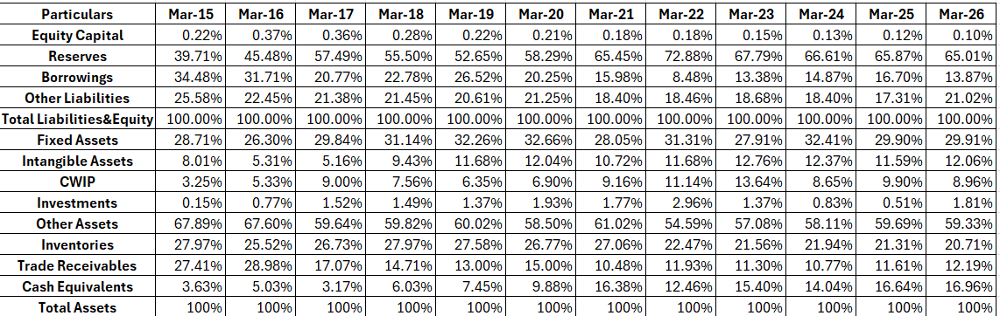 Particulars Mar-15 Mar-16 Mar-17 Mar-18 Mar-19 Mar-20 Mar-21 Mar-22 Mar-23 Mar-24 Mar-25 Mar-26
Equity Capital 0.22% 0.37% 0.36% 0.28% 0.22% 0.21% 0.18% 0.18% 0.15% 0.13% 0.12% 0.10%
Reserves 39.71% 45.48% 57.49% 55.50% 52.65% 58.29% 65.45% 72.88% 67.79% 66.61% 65.87% 65.01%
Borrowings 34.48% 31.71% 20.77% 22.78% 26.52% 20.25% 15.98% 8.48% 13.38% 14.87% 16.70% 13.87%
Other Liabilities 25.58% 22.45% 21.38% 21.45% 20.61% 21.25% 18.40% 18.46% 18.68% 18.40% 17.31% 21.02%
Total Liabilities&Equity 100.00% 100.00% 100.00% 100.00% 100.00% 100.00% 100.00% 100.00% 100.00% 100.00% 100.00% 100.00%
Fixed Assets 28.71% 26.30% 29.84% 31.14% 32.26% 32.66% 28.05% 31.31% 27.91% 32.41% 29.90% 29.91%
Intangible Assets 8.01% 5.31% 5.16% 9.43% 11.68% 12.04% 10.72% 11.68% 12.76% 12.37% 11.59% 12.06%
CWIP 3.25% 5.33% 9.00% 7.56% 6.35% 6.90% 9.16% 11.14% 13.64% 8.65% 9.90% 8.96%
Investments 0.15% 0.77% 1.52% 1.49% 1.37% 1.93% 1.77% 2.96% 1.37% 0.83% 0.51% 1.81%
Other Assets 67.89% 67.60% 59.64% 59.82% 60.02% 58.50% 61.02% 54.59% 57.08% 58.11% 59.69% 59.33%
Inventories 27.97% 25.52% 26.73% 27.97% 27.58% 26.77% 27.06% 22.47% 21.56% 21.94% 21.31% 20.71%
Trade Receivables 27.41% 28.98% 17.07% 14.71% 13.00% 15.00% 10.48% 11.93% 11.30% 10.77% 11.61% 12.19%
Cash Equivalents 3.63% 5.03% 3.17% 6.03% 7.45% 9.88% 16.38% 12.46% 15.40% 14.04% 16.64% 16.96%
Total Assets 100% 100% 100% 100% 100% 100% 100% 100% 100% 100% 100% 100%